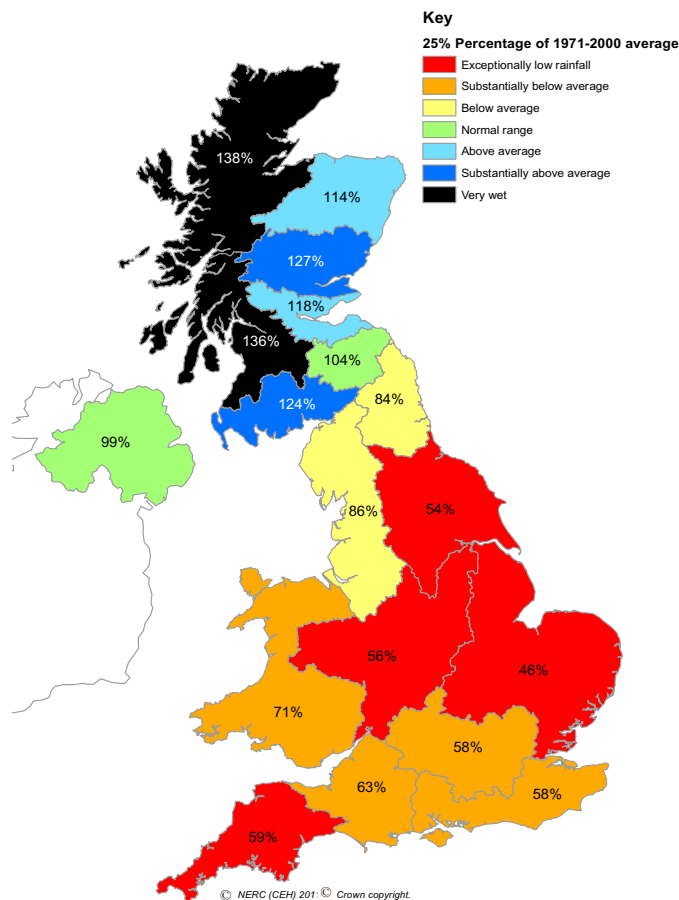 Key
25% Percentage of 1971-2000 average
Exceptionally low rainfall
Substantially below average
Below average
Normal range
Above average
Substantially above average
Very wet
138%
114%
127%
118%
136%
104%
124%
84%
99%
86%
54%
56%
46%
71%
58%
63%
58%
59%
© NERC (CEH) 201 © Crown copyright.